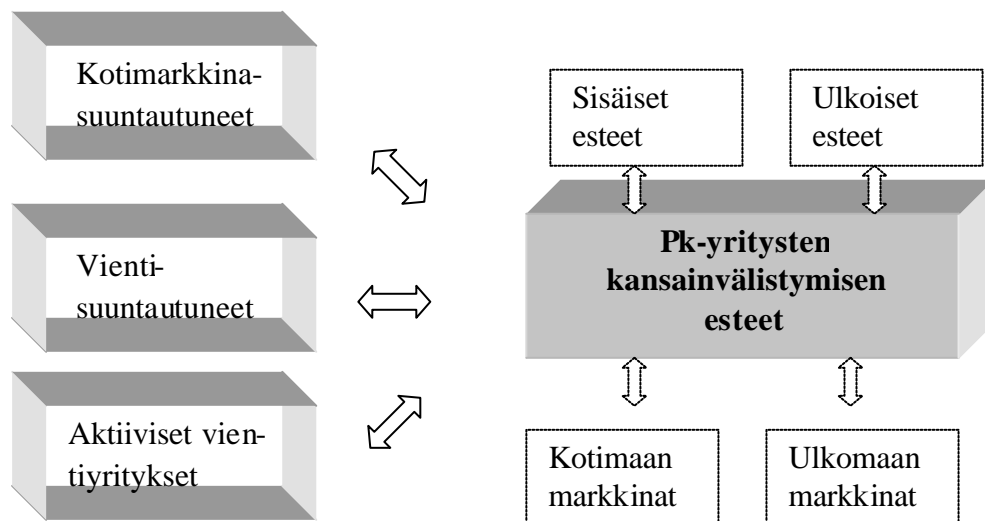 Kotimarkkina-
suuntautuneet
Vienti-
suuntautuneet
Aktiiviset vien-
tiyritykset
Sisäiset
esteet
Ulkoiset
esteet
Pk-yritysten
kansainvälistymisen
esteet
Kotimaan
markkinat
Ulkomaan
markkinat